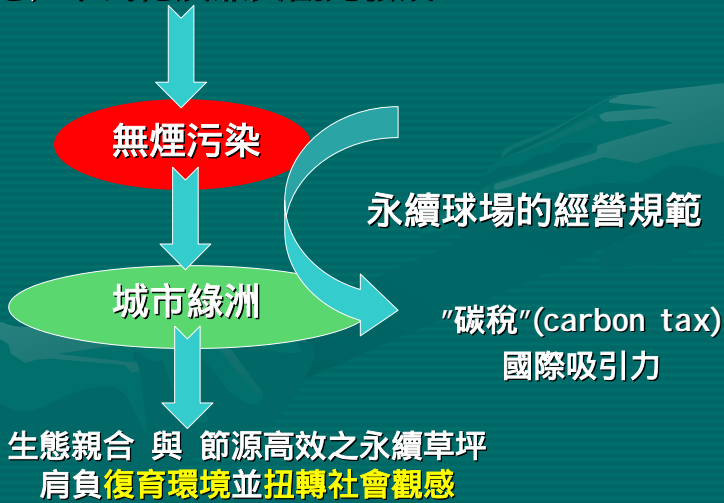 無煙污染
永續球場的經營規範
城市綠洲
"碳稅"(carbon tax)
國際吸引力
生態親合 與 節源高效之永續草坪
肩負復育環境並扭轉社會觀感